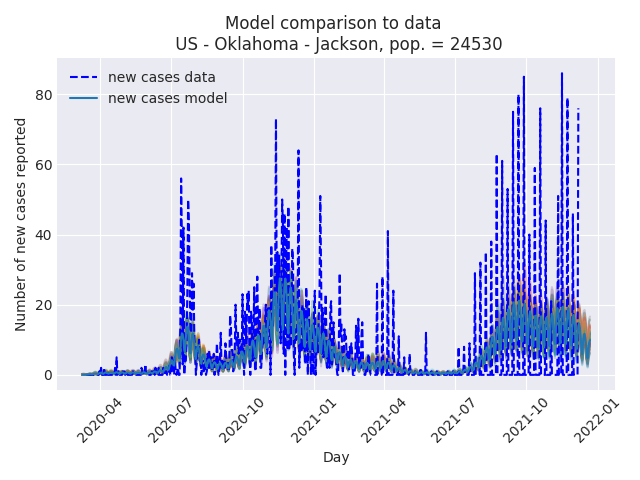 Model comparison to data
US - Oklahoma - Jackson, pop. = 24530
new cases data
new cases model
Number of new cases reported
80
60
40
20
0
2020-04
2020-07
2020-10
2021-01
2021-04
2021-07
2021-10
2022-01
Day